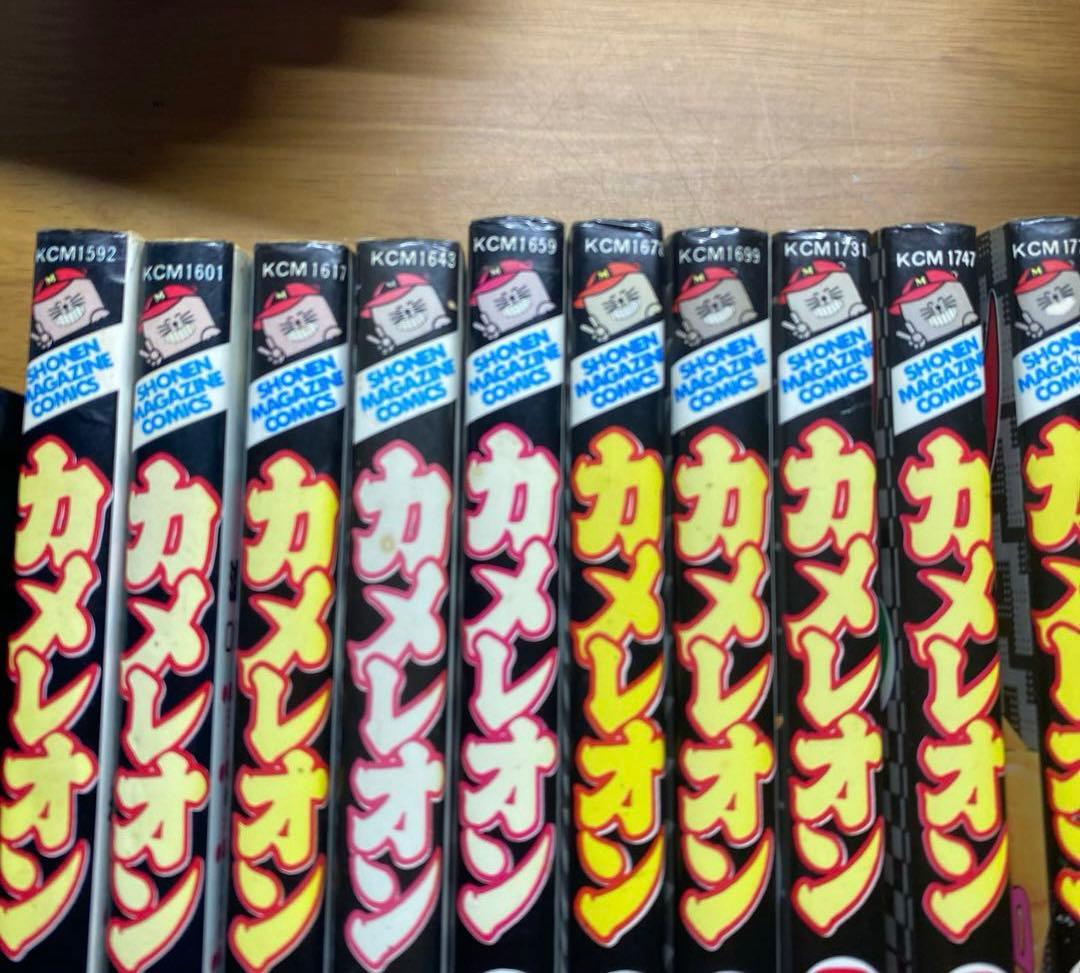 KCM1592
SHONEN
MAGAZINE
COMICS
カメレオン
KCM1601
SHONEN
MAGAZINE
COMICS
カメレオン
KCM1617
SHONEN
MAGAZINE
COMICS
カメレオン
KCM1643
SHONEN
MAGAZINE
COMICS
カメレオン
KCM1659
SHONEN
MAGAZINE
COMICS
カメレオン
SHONEN
MAGAZINE
COMICS
カメレオン
KCM1699
SHONEN
MAGAZINE
COMICS
カメレオン
KCM1731
SHONEN
MAGAZINE
COMICS
カメレオン
KCM1747
SHONEN
MAGAZINE
COMICS
カメレオン